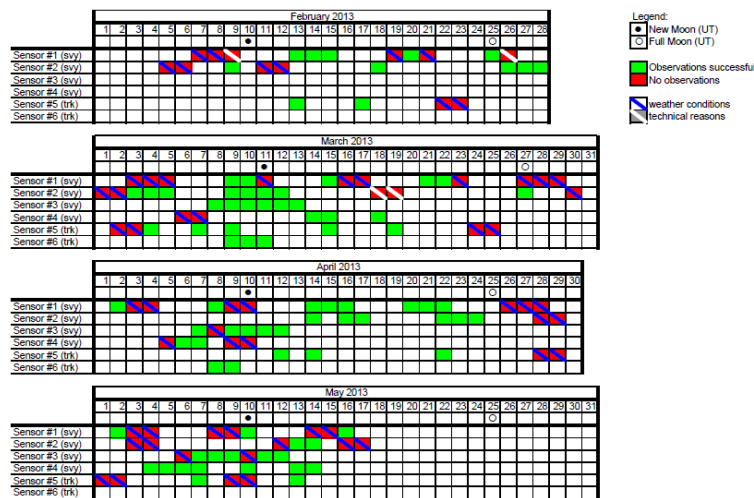 February 2013
1 2 3 4 5 6 7 8 9 10 11 12 13 14 15 16 17 18 19 20 21 22 23 24 25 26 27 28
Sensor #1 (svy)
Sensor #2 (svy)
Sensor #3 (svy)
Sensor #4 (svy)
Sensor #5 (trk)
Sensor #6 (trk)
Legend:
New Moon (UT)
Full Moon (UT)
Observations successful
No observations
weather conditions
technical reasons
March 2013
1 2 3 4 5 6 7 8 9 10 11 12 13 14 15 16 17 18 19 20 21 22 23 24 25 26 27 28 29 30 31
Sensor #1 (svy)
Sensor #2 (svy)
Sensor #3 (svy)
Sensor #4 (svy)
Sensor #5 (trk)
Sensor #6 (trk)
April 2013
1 2 3 4 5 6 7 8 9 10 11 12 13 14 15 16 17 18 19 20 21 22 23 24 25 26 27 28 29 30
Sensor #1 (svy)
Sensor #2 (svy)
Sensor #3 (svy)
Sensor #4 (svy)
Sensor #5 (trk)
Sensor #6 (trk)
May 2013
1 2 3 4 5 6 7 8 9 10 11 12 13 14 15 16 17 18 19 20 21 22 23 24 25 26 27 28 29 30 31
Sensor #1 (svy)
Sensor #2 (svy)
Sensor #3 (svy)
Sensor #4 (svy)
Sensor #5 (trk)
Sensor #6 (trk)